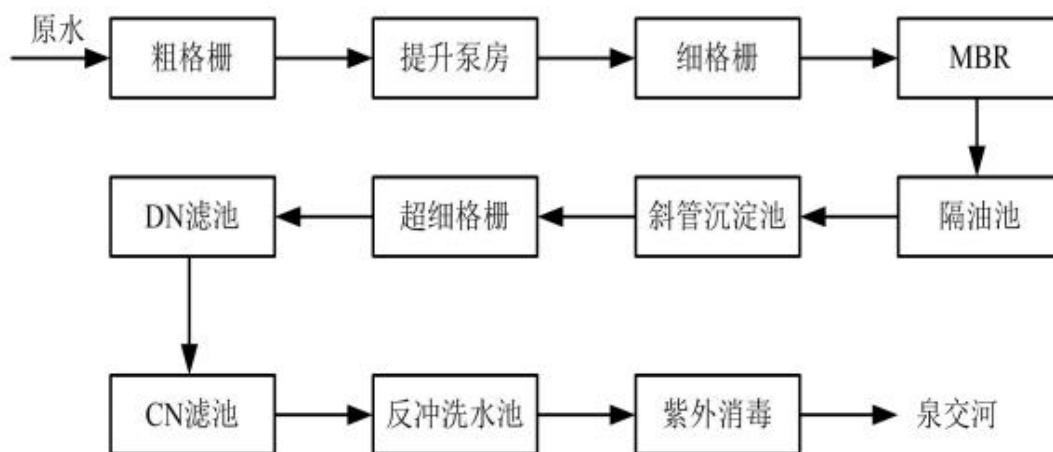 原水
粗格栅
提升泵房
细格栅
MBR
DN滤池
超细格栅
斜管沉淀池
隔油池
CN滤池
反冲洗水池
紫外消毒
泉交河